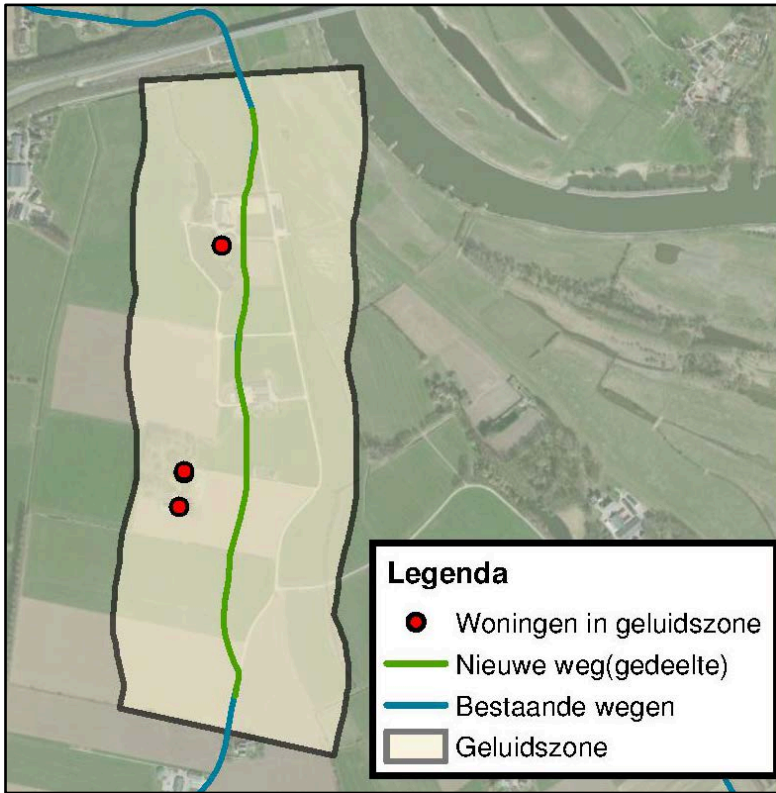 Legenda
Woningen in geluidszone
Nieuwe weg(gedeelte)
Bestaande wegen
Geluidszone